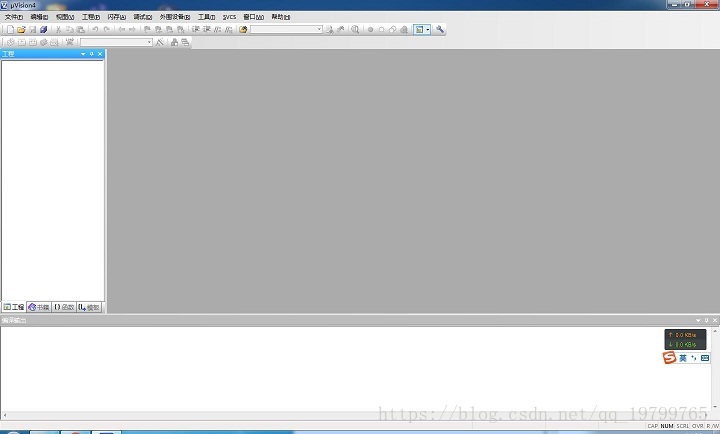 µVision4
文件(F) 编辑(E) 视图(V) 工程(P) 闪存(A) 调试(D) 外围设备(R) 工具(T) SVCS 窗口(W) 帮助(H)
工程
工程 书籍 {} 函数 模板
编译输出
↑ 0.0 KB/s
↓ 0.0 KB/s
S 英
https://blog.csdn.net/qq_19799765
CAP NUM SCRL OVR R /W